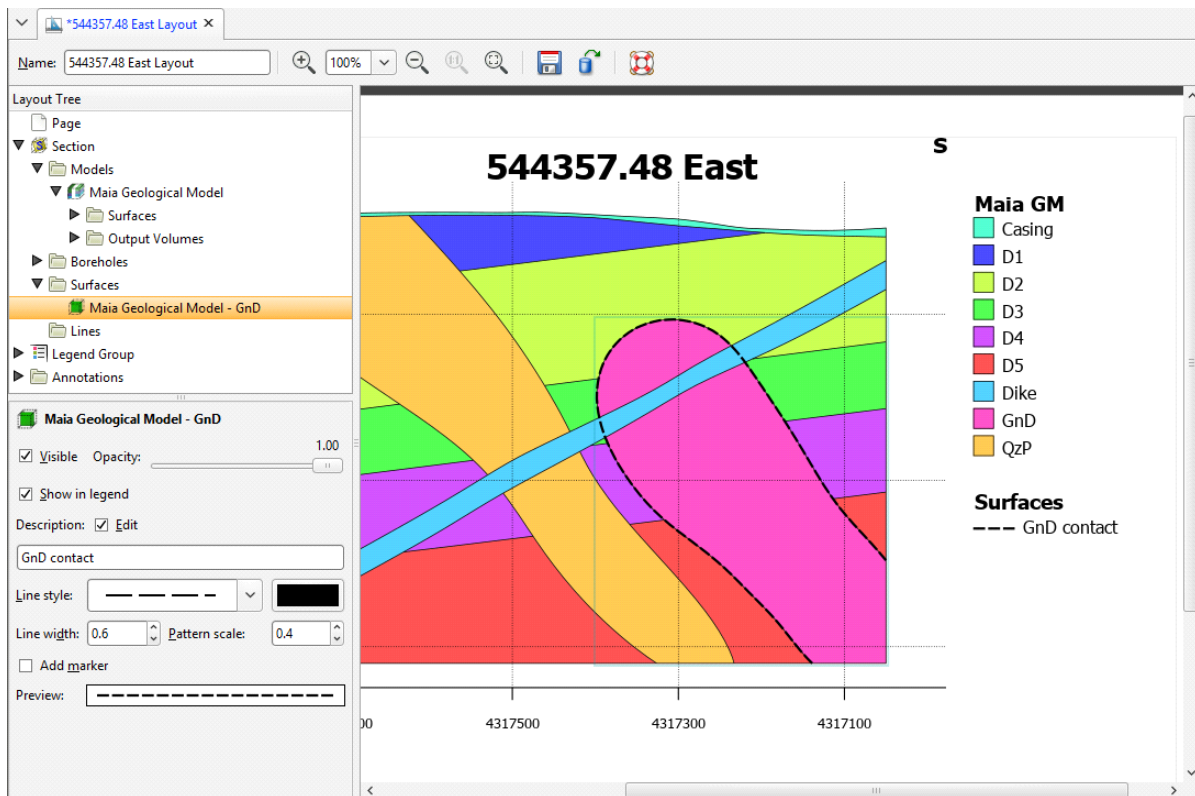 *544357.48 East Layout
Name: 544357.48 East Layout
100%
Layout Tree
Page
Section
Models
Maia Geological Model
Surfaces
Output Volumes
Boreholes
Surfaces
Maia Geological Model - GnD
Lines
Legend Group
Annotations
Maia Geological Model - GnD
Visible Opacity: 1.00
Show in legend
Description: Edit
GnD contact
Line style:
Line width: 0.6 Pattern scale: 0.4
Add marker
Preview:
544357.48 East
S
Maia GM
Casing
D1
D2
D3
D4
D5
Dike
GnD
QzP
Surfaces
GnD contact
4317500 4317300 4317100